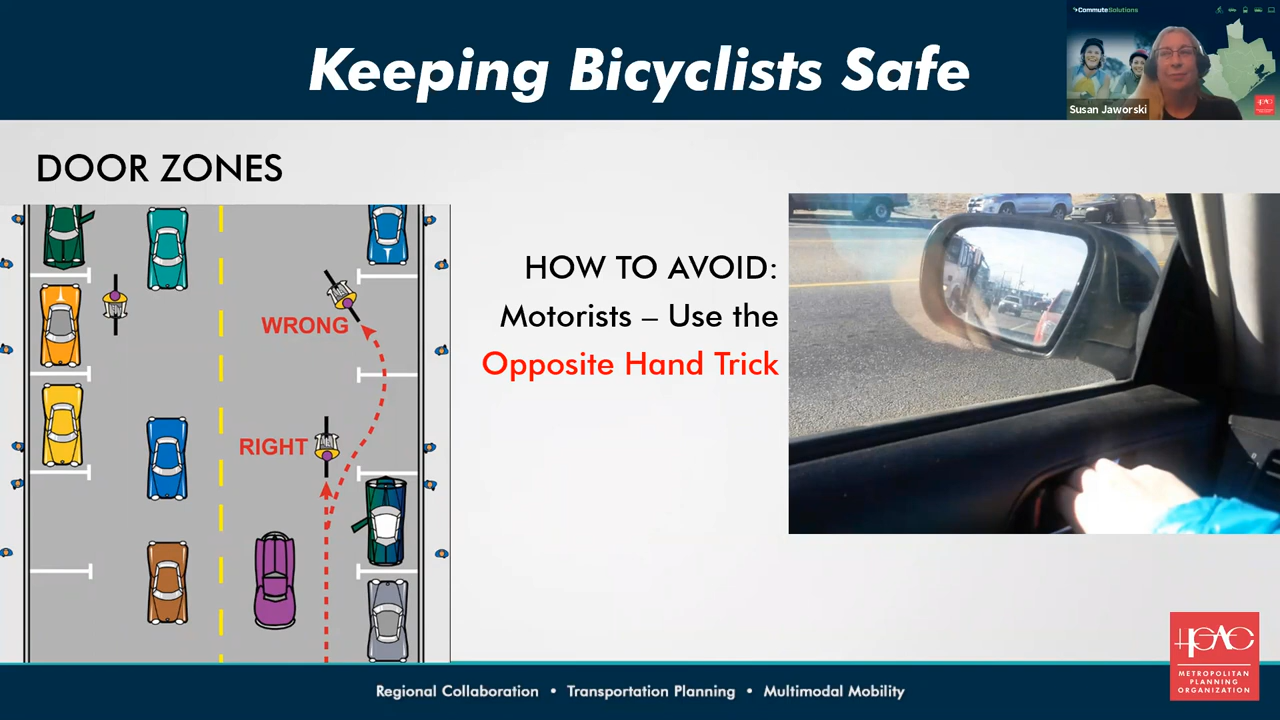 Keeping Bicyclists Safe
CommuteSolutions
Susan Jaworski
DOOR ZONES
HOW TO AVOID:
Motorists – Use the
Opposite Hand Trick
WRONG
RIGHT
HGAC
METROPOLITAN
PLANNING
ORGANIZATION
Regional Collaboration • Transportation Planning • Multimodal Mobility